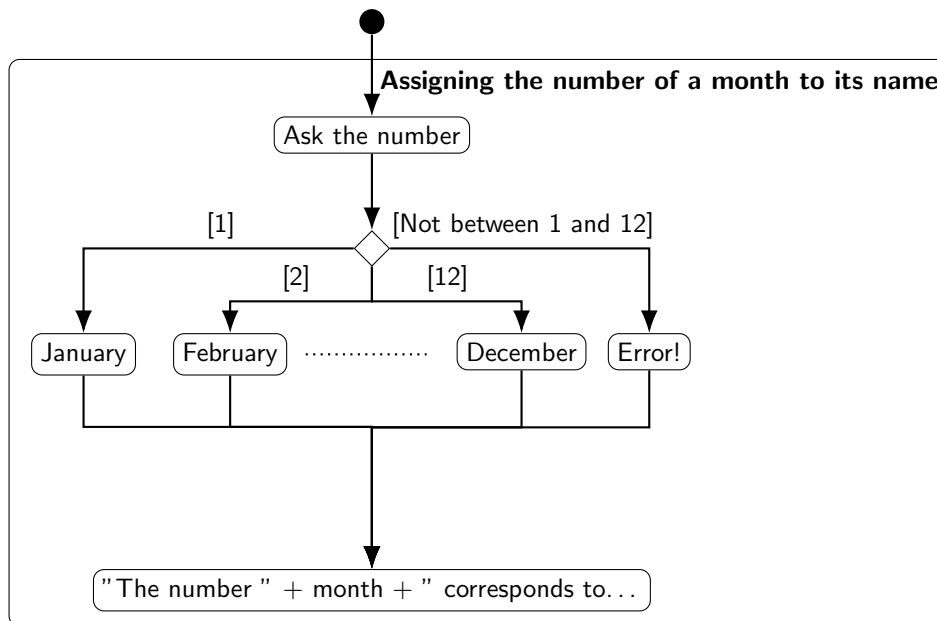 Assigning the number of a month to its name
Ask the number
[1]
[Not between 1 and 12]
[2]
[12]
January
February
December
Error!
"The number " + month + " corresponds to...